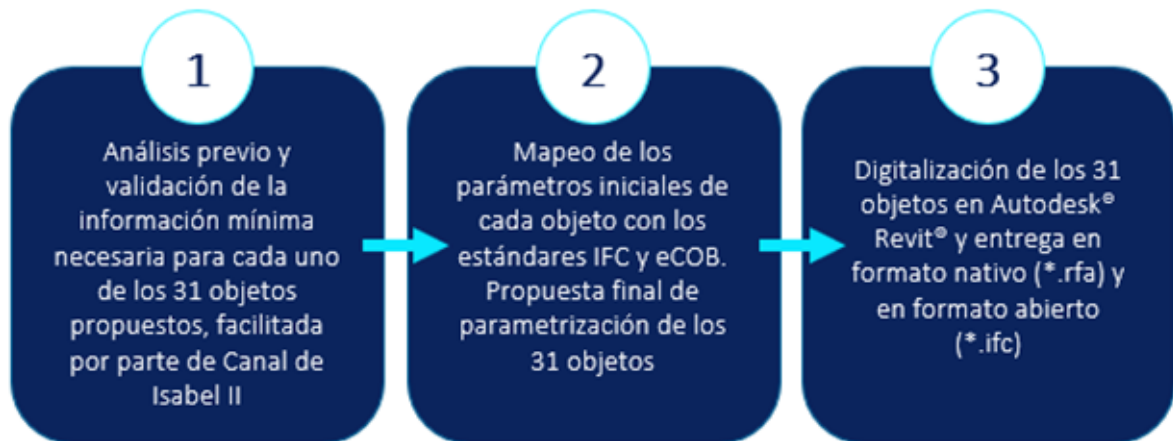 1
Análisis previo y
validación de la
información mínima
necesaria para cada uno
de los 31 objetos
propuestos, facilitada
por parte de Canal de
Isabel II
2
Mapeo de los
parámetros iniciales de
cada objeto con los
estándares IFC y eCOB.
Propuesta final de
parametrización de los
31 objetos
3
Digitalización de los 31
objetos en Autodesk®
Revit® y entrega en
formato nativo (*.rfa) y
en formato abierto
(*.ifc)